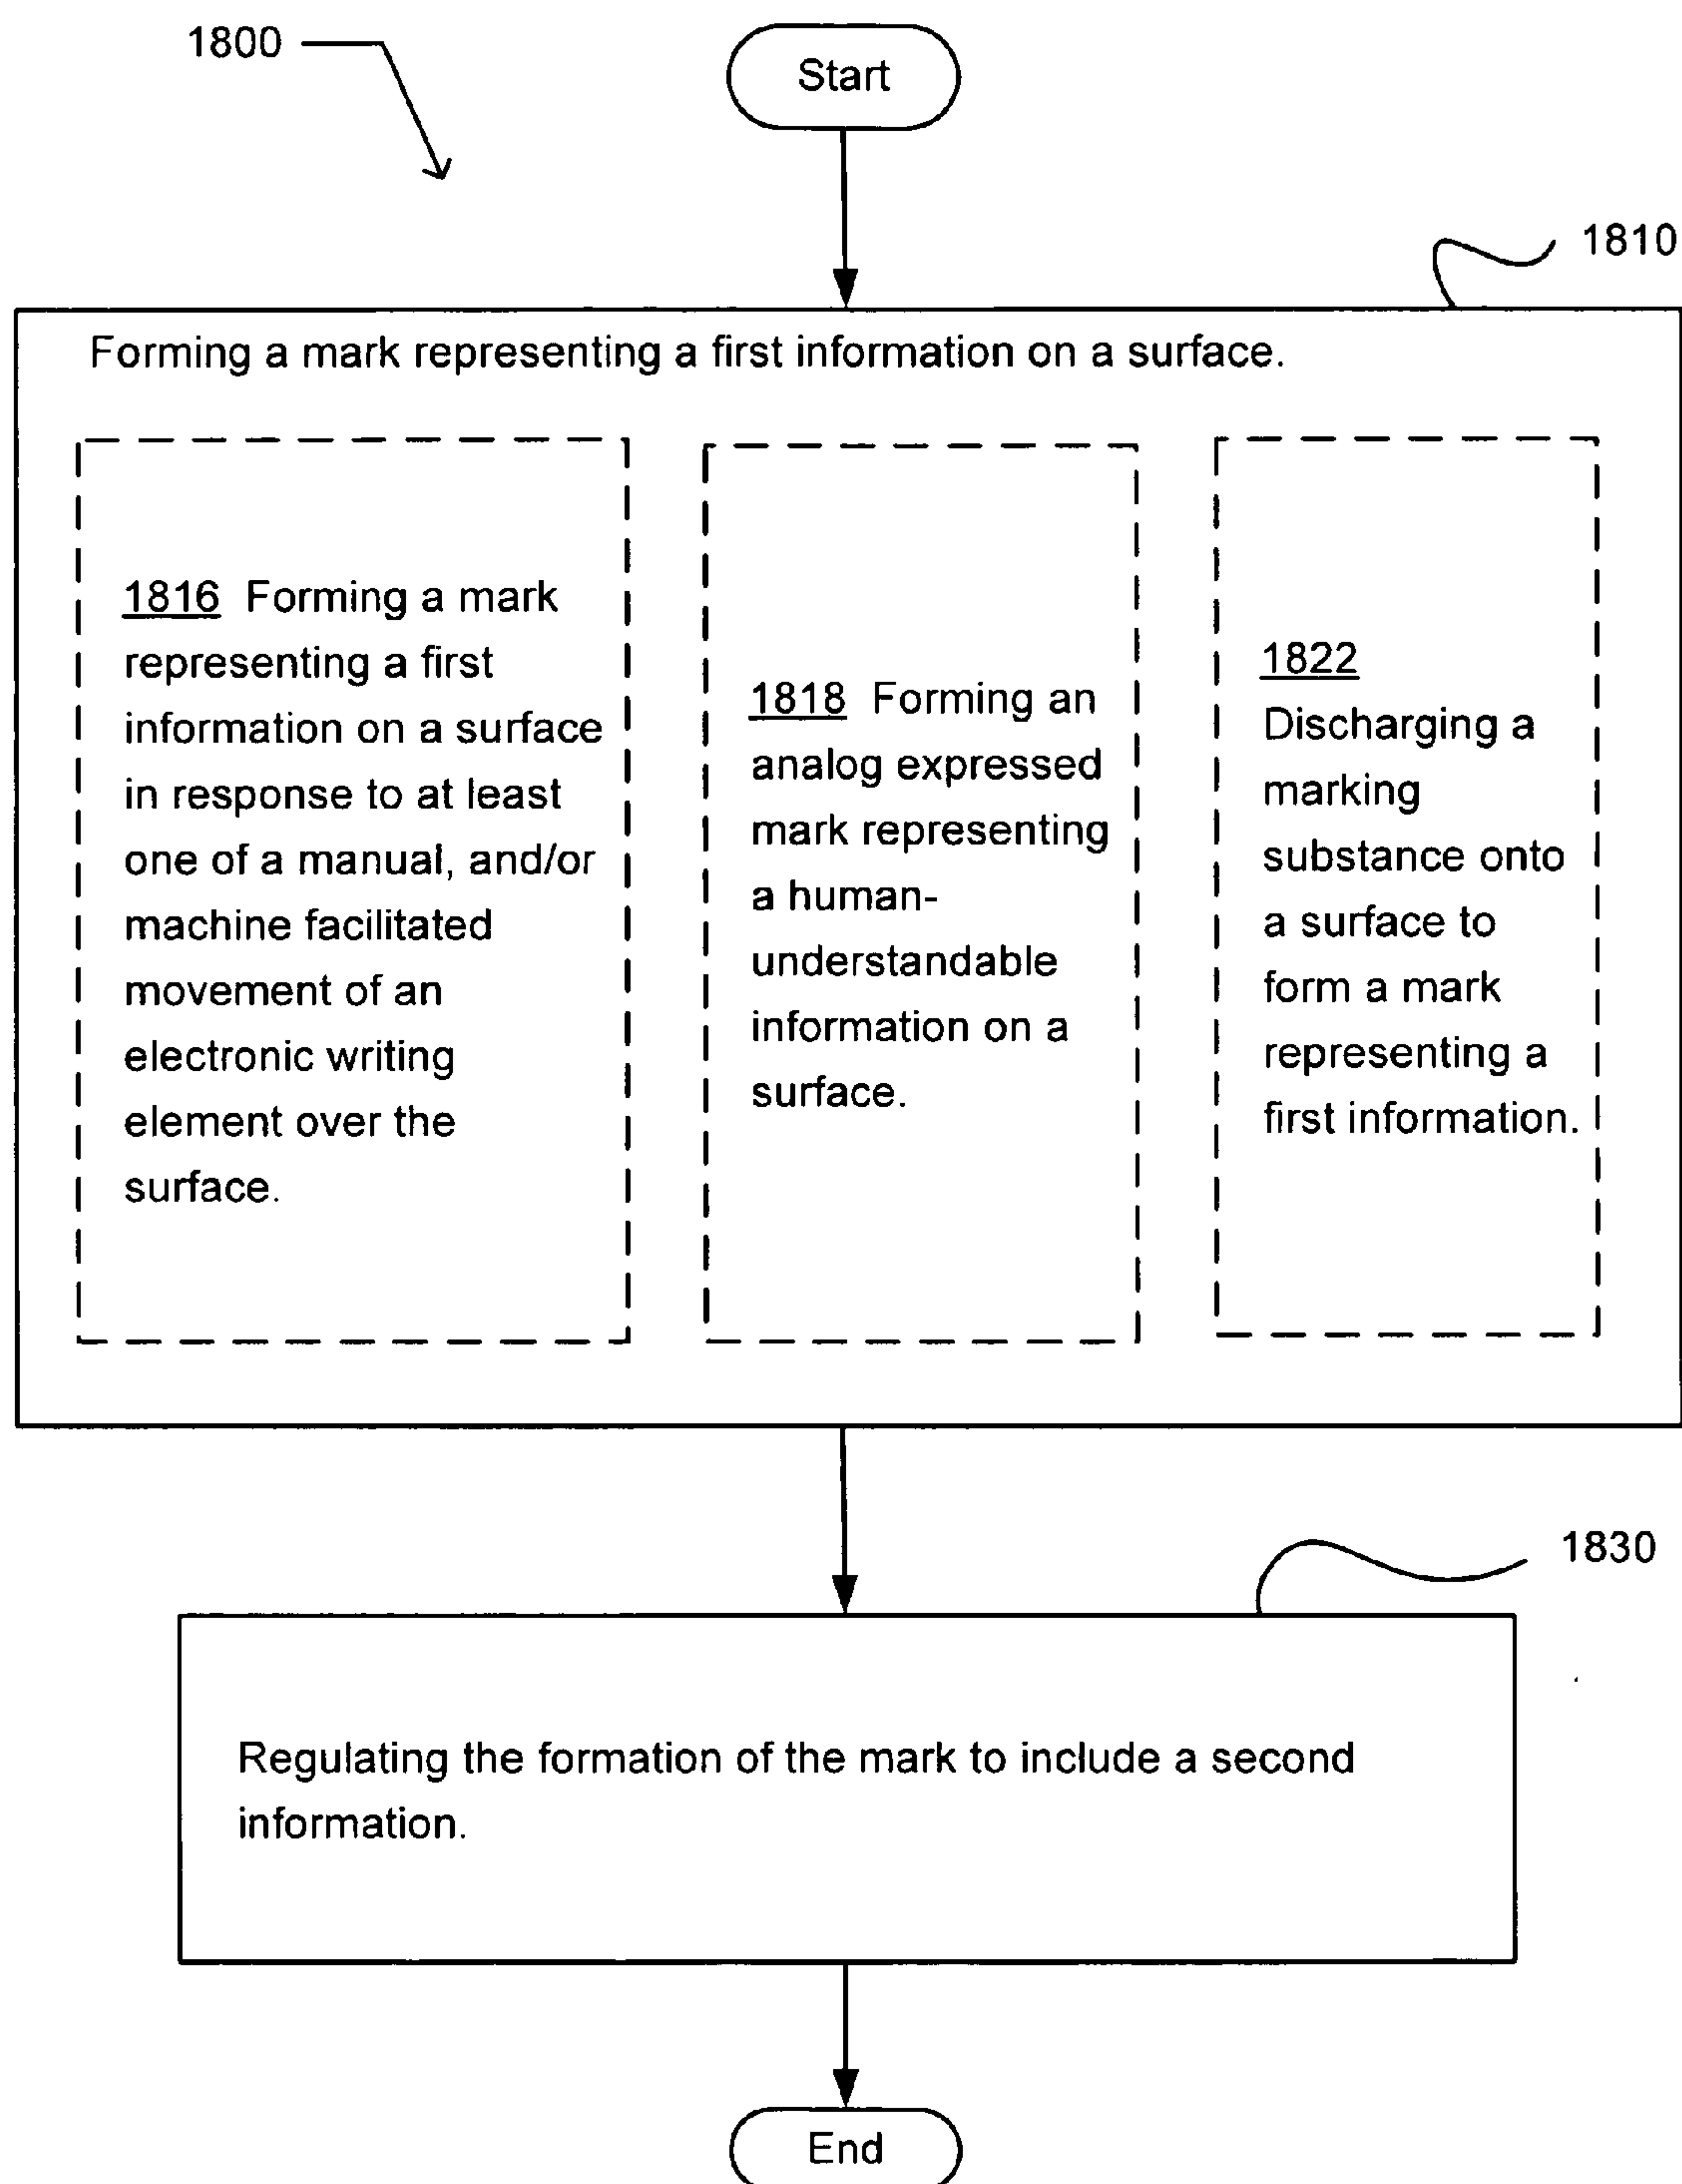 1800
Start
1810
Forming a mark representing a first information on a surface.
1816 Forming a mark
representing a first
information on a surface
in response to at least
one of a manual, and/or
machine facilitated
movement of an
electronic writing
element over the
surface.
1818 Forming an
analog expressed
mark representing
a human-
understandable
information on a
surface.
1822
Discharging a
marking
substance onto
a surface to
form a mark
representing a
first information.
1830
Regulating the formation of the mark to include a second
information.
End